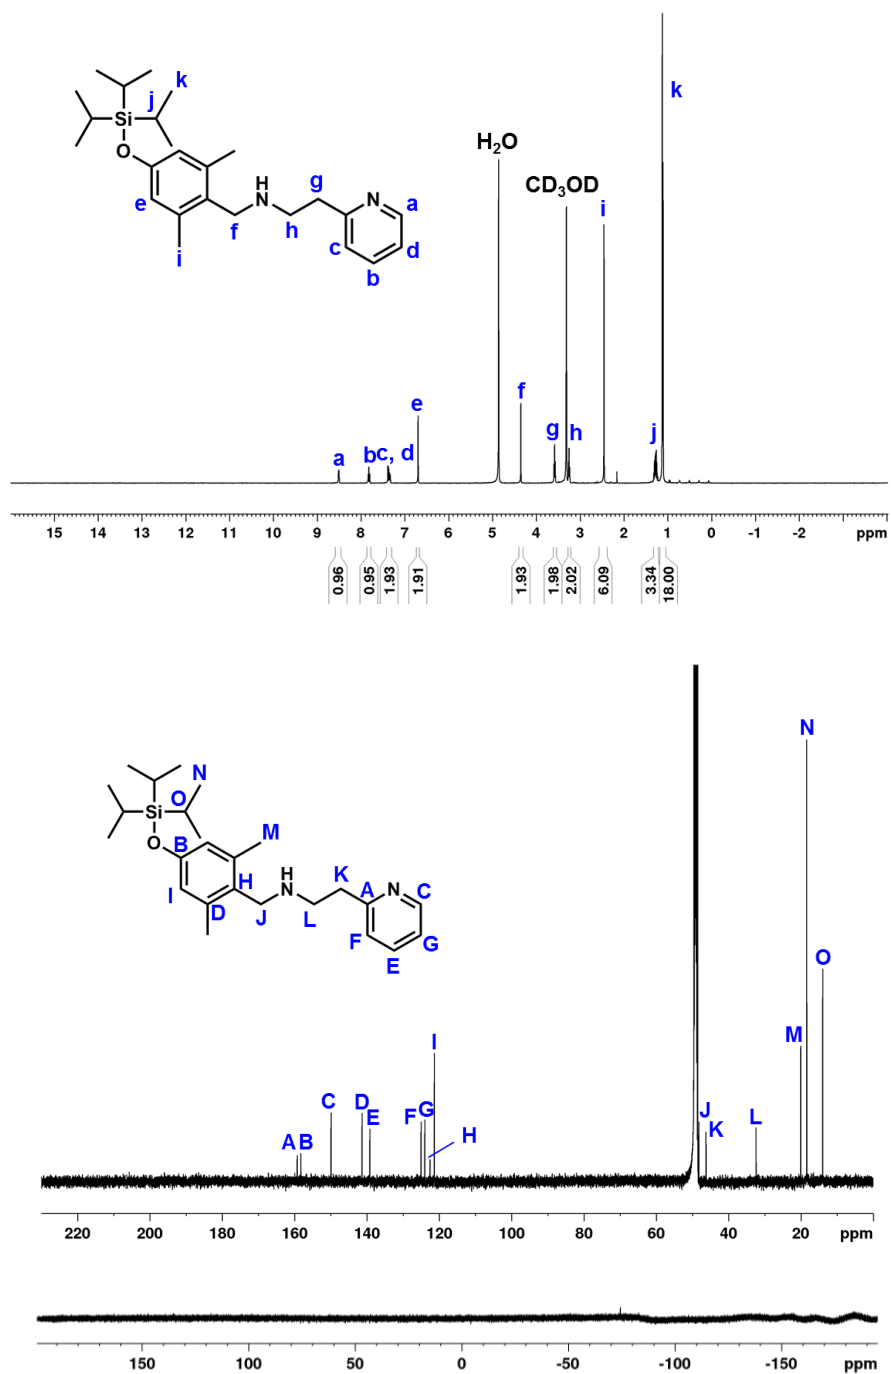 k
j
Si
O
H
N
g
N
a
e
f
h
c
d
b
i
H2O
CD3OD
i
k
f
e
g
h
j
a
b
c, d
15 14 13 12 11 10 9 8 7 6 5 4 3 2 1 0 -1 -2 ppm
0.96 0.95 1.93 1.91 1.93 1.98 2.02 6.09 3.34 18.00
N
O
Si
O
B
M
H
N
K
A
N
C
I
H
D
J
L
F
G
E
N
O
M
I
C
D
E
F
G
H
A
B
J
K
L
220 200 180 160 140 120 100 80 60 40 20 ppm
150 100 50 0 -50 -100 -150 ppm